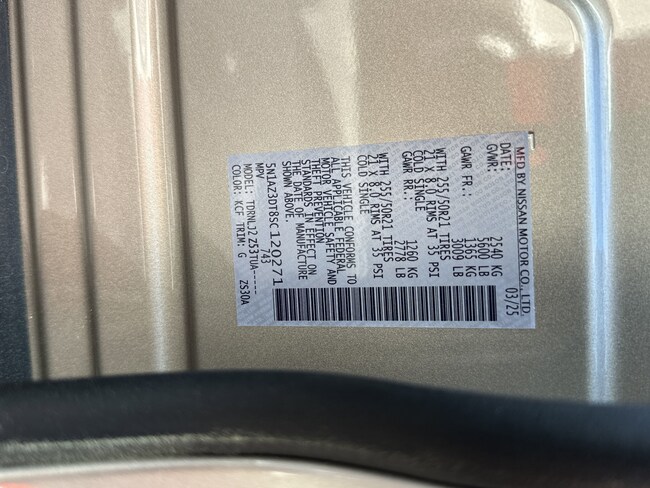 MFD BY NISSAN MOTOR CO., LTD.
DATE: 03/25
GVWR: 2540 KG
5600 LB
GAWR FR.: 1365 KG
3009 LB
WITH 255/50R21 TIRES
21 X 8.0 RIMS AT 35 PSI
COLD SINGLE
GAWR RR.: 1260 KG
2778 LB
WITH 255/50R21 TIRES
21 X 8.0 RIMS AT 35 PSI
COLD SINGLE
THIS VEHICLE CONFORMS TO
ALL APPLICABLE FEDERAL
MOTOR VEHICLE SAFETY AND
THEFT PREVENTION
STANDARDS IN EFFECT ON
THE DATE OF MANUFACTURE
SHOWN ABOVE.
5N1AZ3DT8SC120271
MPV 743
MODEL: TDRNLJZ Z53TUA-----
COLOR: KCF TRIM: G ZS30A